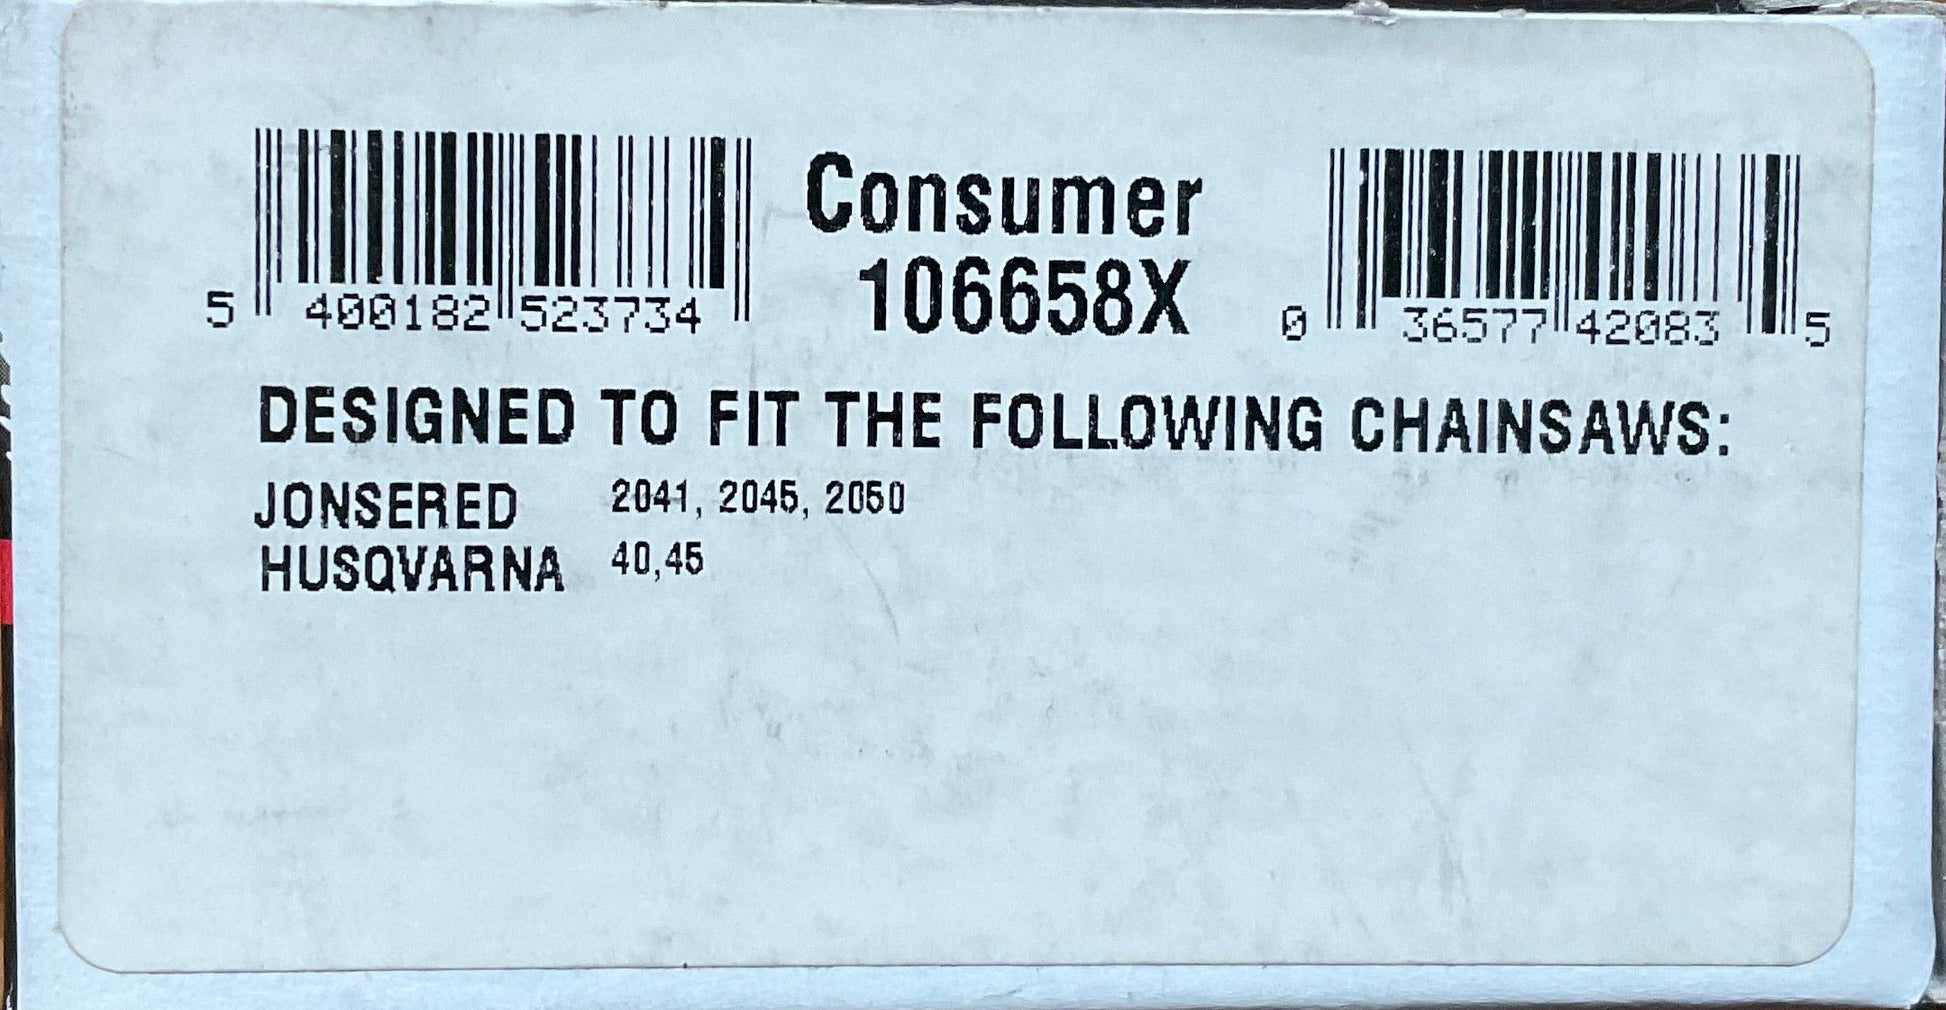 Consumer
106658X
5 400182 523734
0 36577 42083 5
DESIGNED TO FIT THE FOLLOWING CHAINSAWS:
JONSERED 2041, 2045, 2050
HUSQVARNA 40,45